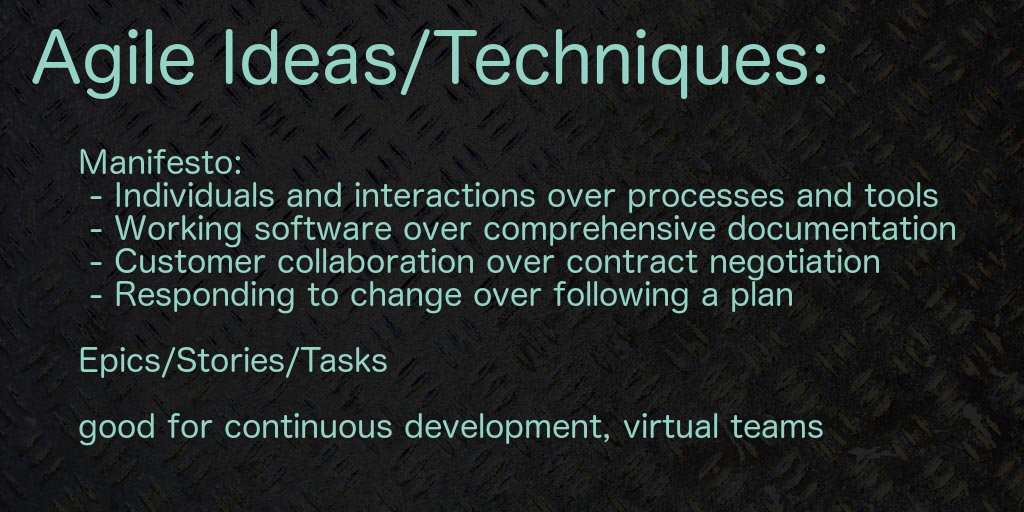 Agile Ideas/Techniques:
Manifesto:
- Individuals and interactions over processes and tools
- Working software over comprehensive documentation
- Customer collaboration over contract negotiation
- Responding to change over following a plan
Epics/Stories/Tasks
good for continuous development, virtual teams